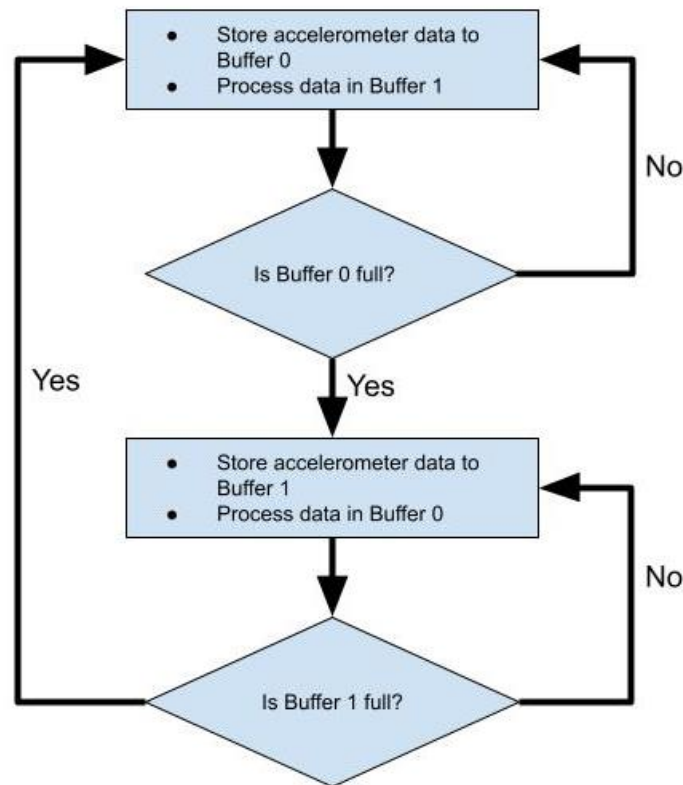 ● Store accelerometer data to
Buffer 0
● Process data in Buffer 1
No
Is Buffer 0 full?
Yes
Yes
● Store accelerometer data to
Buffer 1
● Process data in Buffer 0
No
Is Buffer 1 full?